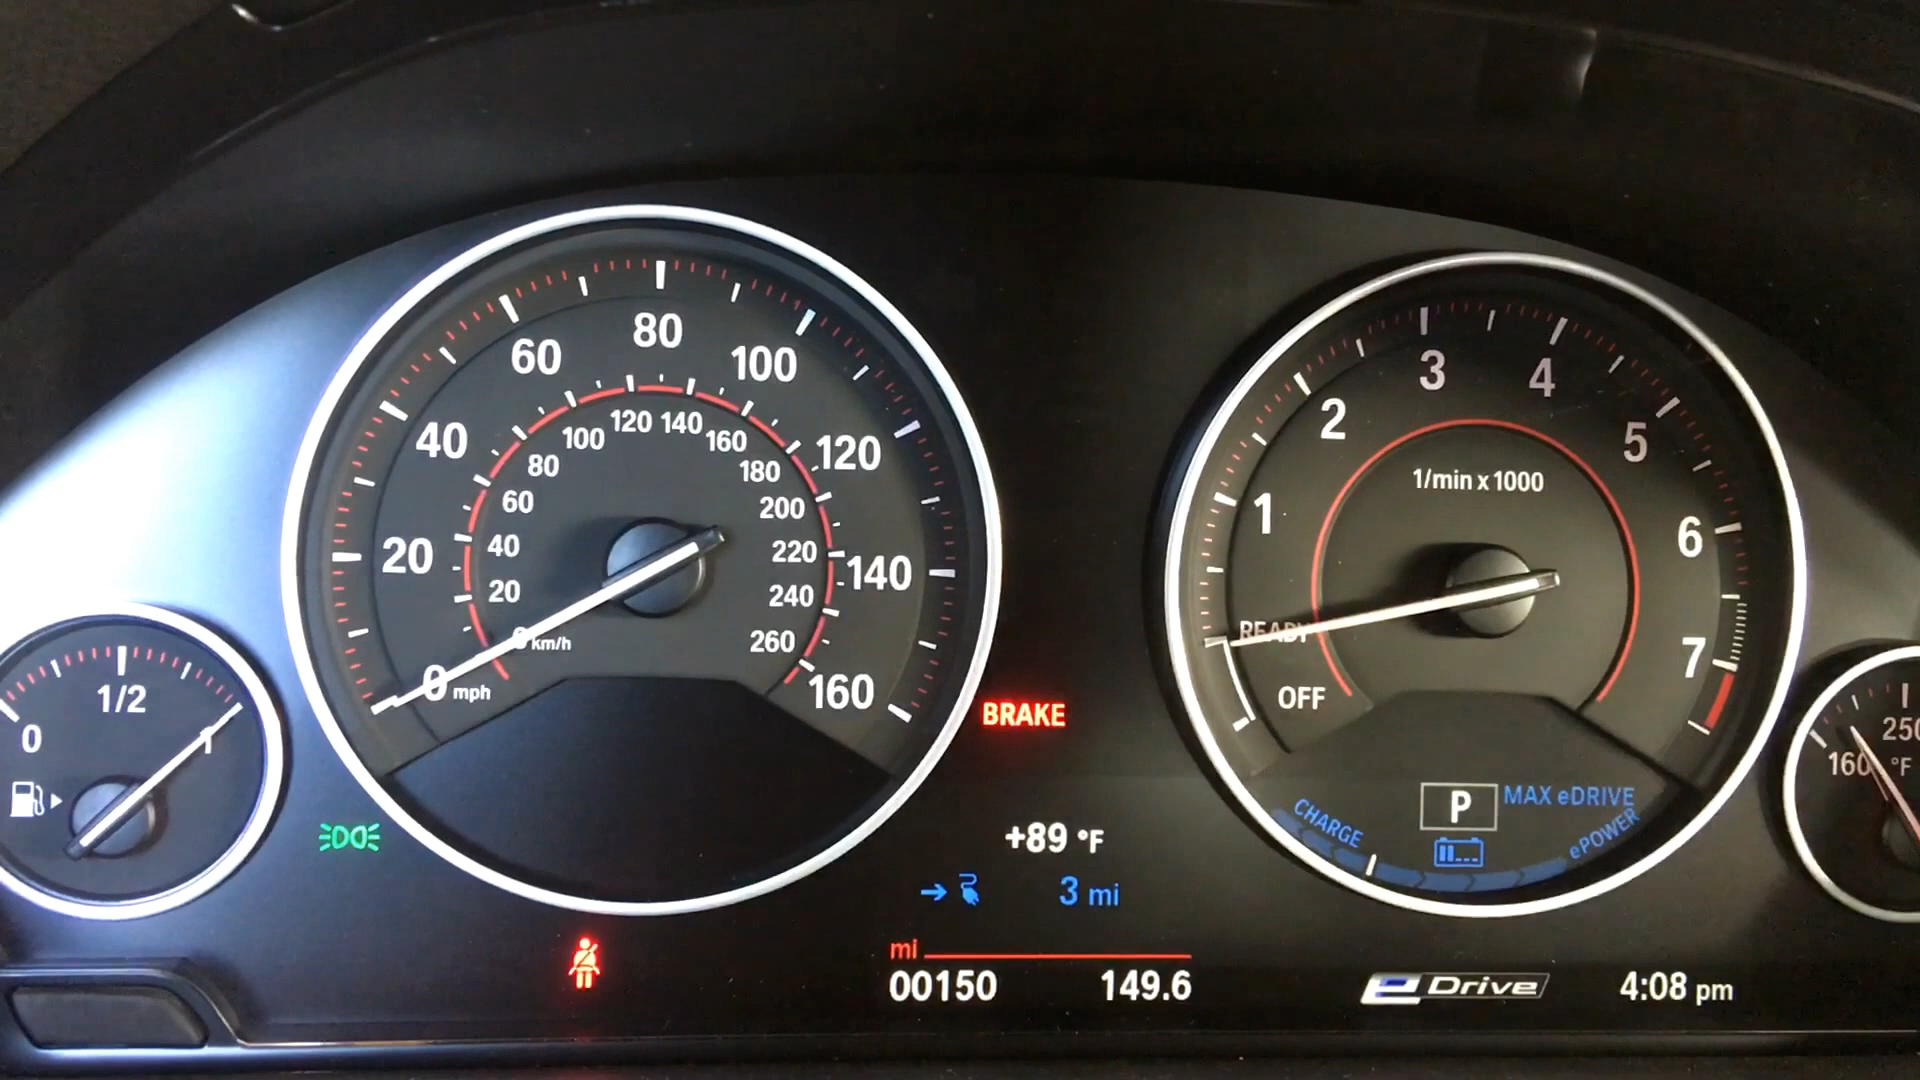 80
60
100
40
120
20
140
0 mph
160
120 140
100
160
80
180
60
200
40
220
20
240
km/h
260
1/2
0
1
BRAKE
+89 °F
3 mi
mi
00150 149.6
3
4
2
5
1/min x 1000
1
6
READY
7
OFF
P MAX eDRIVE
CHARGE
ePOWER
eDrive
4:08 pm
160
°F